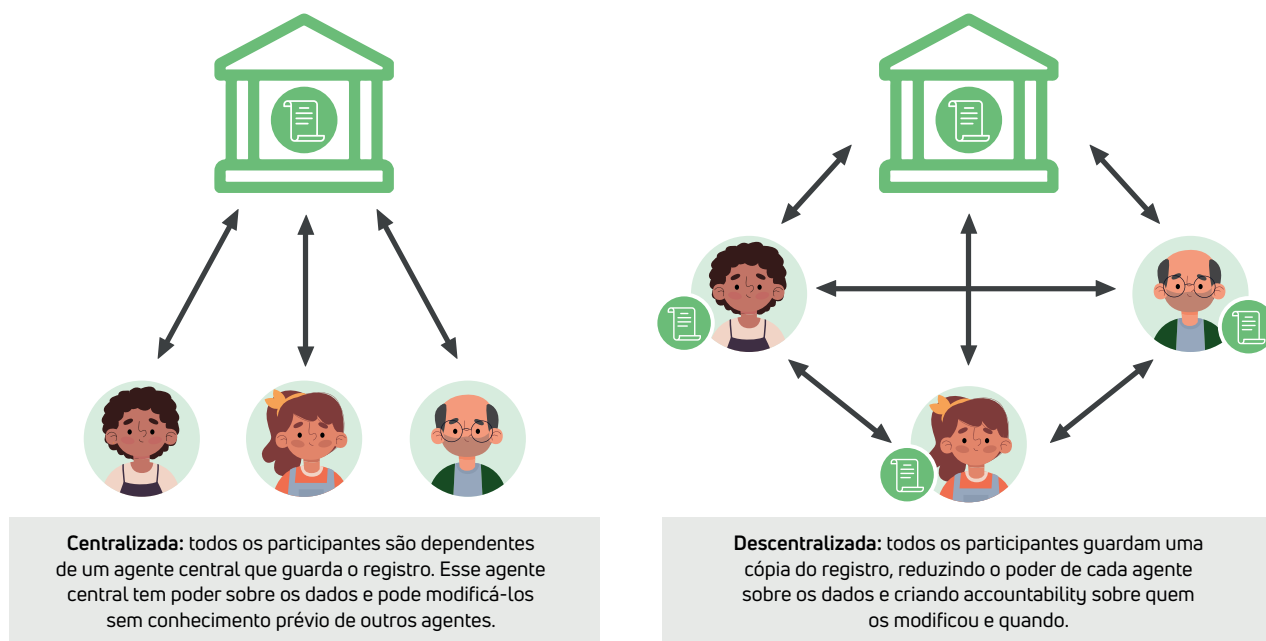 Centralizada: todos os participantes são dependentes
de um agente central que guarda o registro. Esse agente
central tem poder sobre os dados e pode modificá-los
sem conhecimento prévio de outros agentes.
Descentralizada: todos os participantes guardam uma
cópia do registro, reduzindo o poder de cada agente
sobre os dados e criando accountability sobre quem
os modificou e quando.